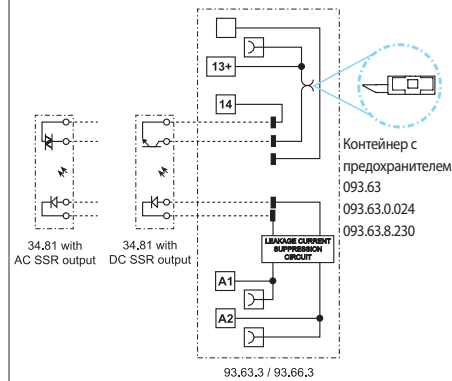 13+
14
Контейнер с
предохранителем
093.63
093.63.0.024
093.63.8.230
34.81 with
AC SSR output
34.81 with
DC SSR output
LEAKAGE CURRENT
SUPPRESSION
CIRCUIT
A1
A2
93.63.3 / 93.66.3